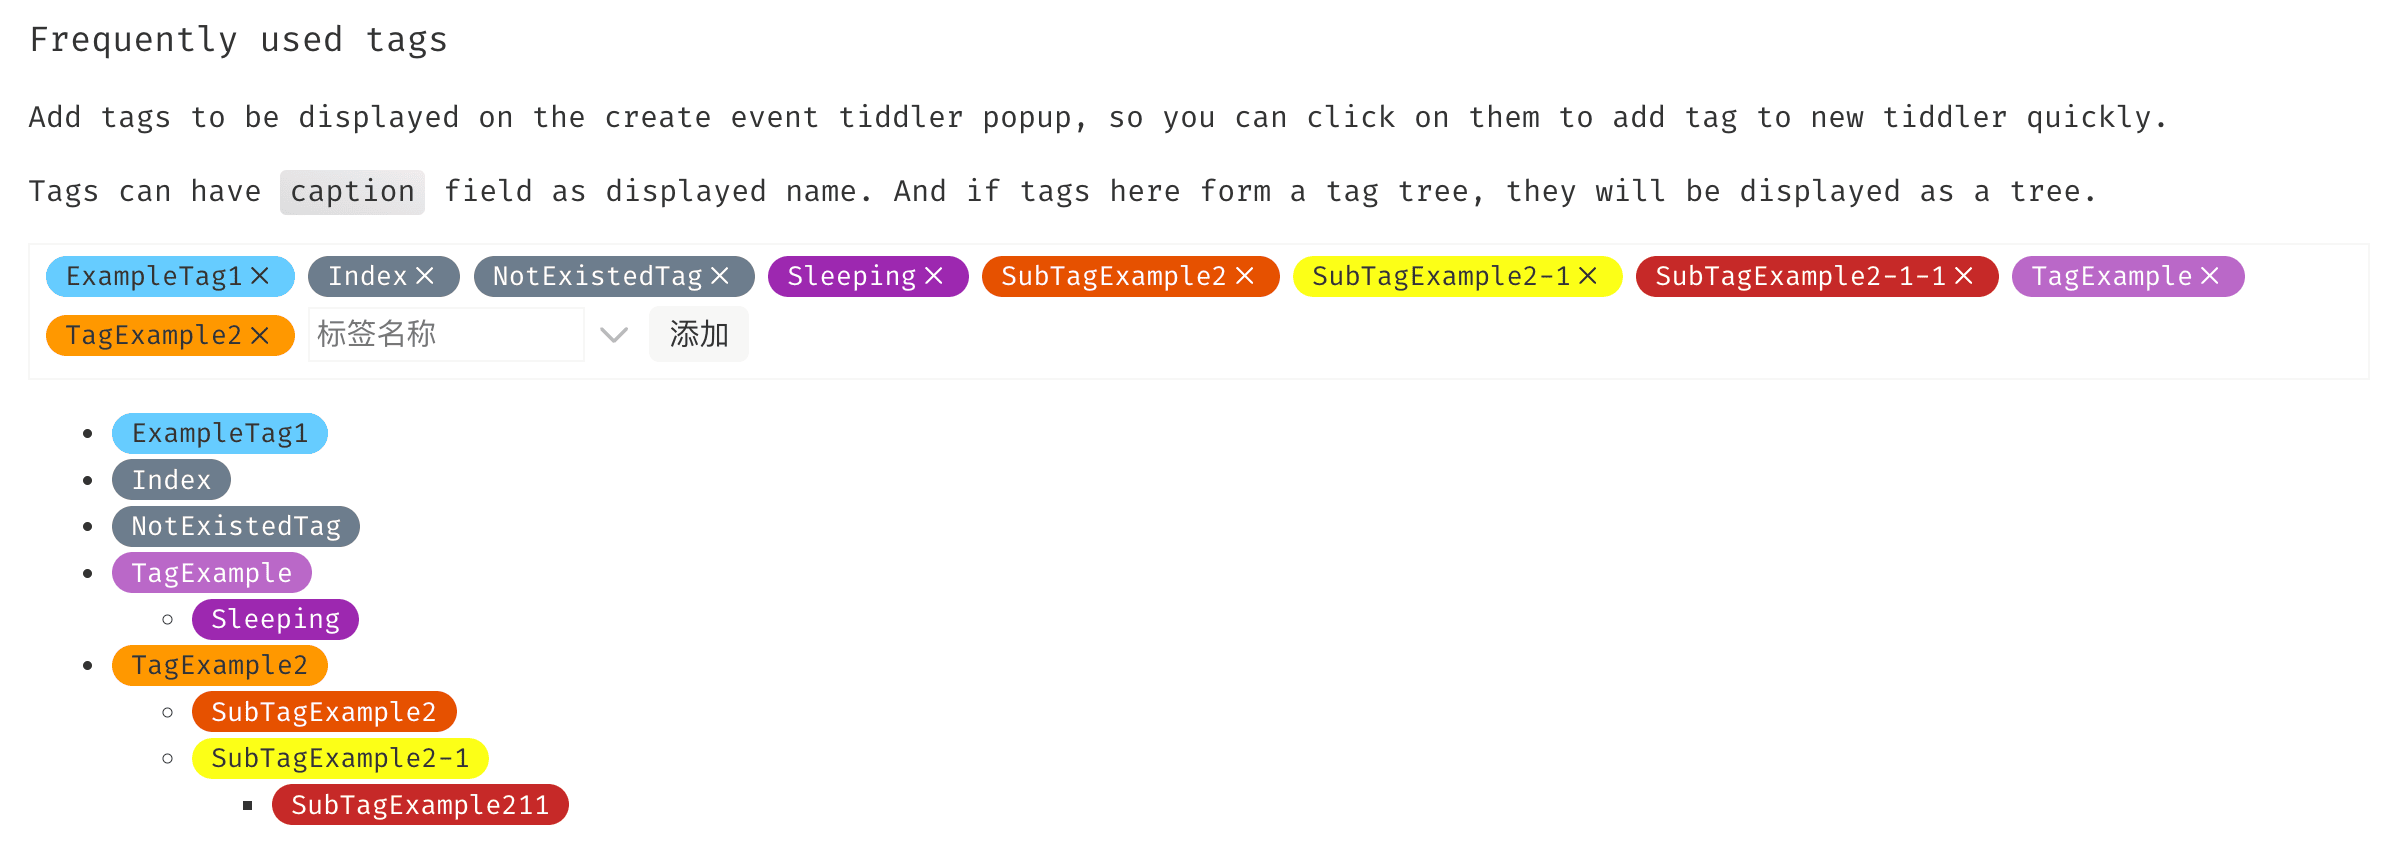 Frequently used tags
Add tags to be displayed on the create event tiddler popup, so you can click on them to add tag to new tiddler quickly.
Tags can have caption field as displayed name. And if tags here form a tag tree, they will be displayed as a tree.
ExampleTag1× Index× NotExistedTag× Sleeping× SubTagExample2× SubTagExample2-1× SubTagExample2-1-1× TagExample×
TagExample2× 标签名称 添加
ExampleTag1
Index
NotExistedTag
TagExample
Sleeping
TagExample2
SubTagExample2
SubTagExample2-1
SubTagExample211